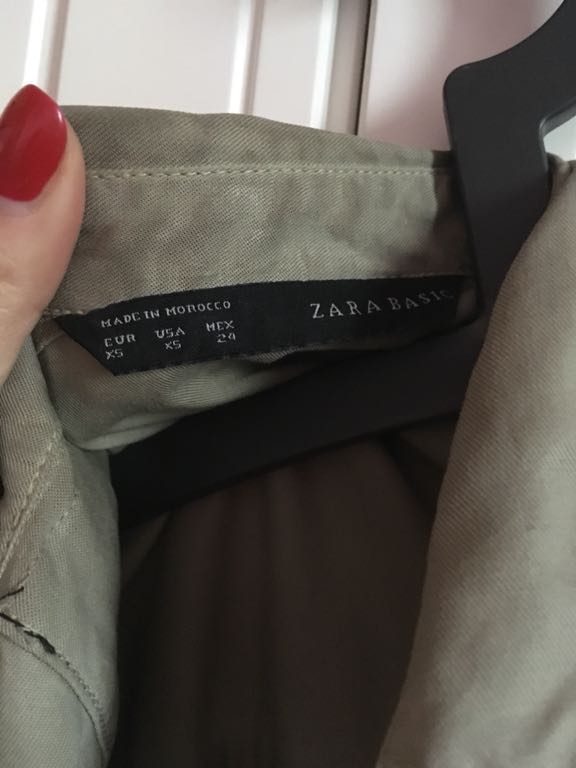 MADE IN MOROCCO
EUR USA MEX
XS XS 24
ZARA BASIC